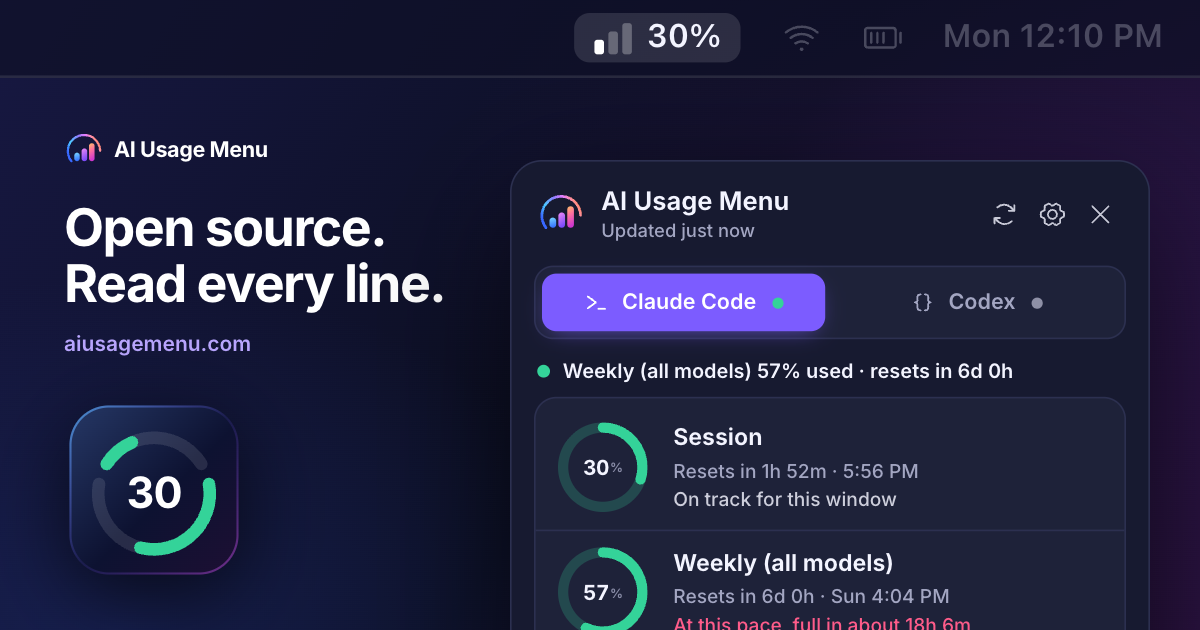 30%
Mon 12:10 PM
AI Usage Menu
Open source.
Read every line.
aiusagemenu.com
30
AI Usage Menu
Updated just now
>_ Claude Code
{} Codex
Weekly (all models) 57% used · resets in 6d 0h
30%
Session
Resets in 1h 52m · 5:56 PM
On track for this window
57%
Weekly (all models)
Resets in 6d 0h · Sun 4:04 PM
At this pace, full in about 18h 6m